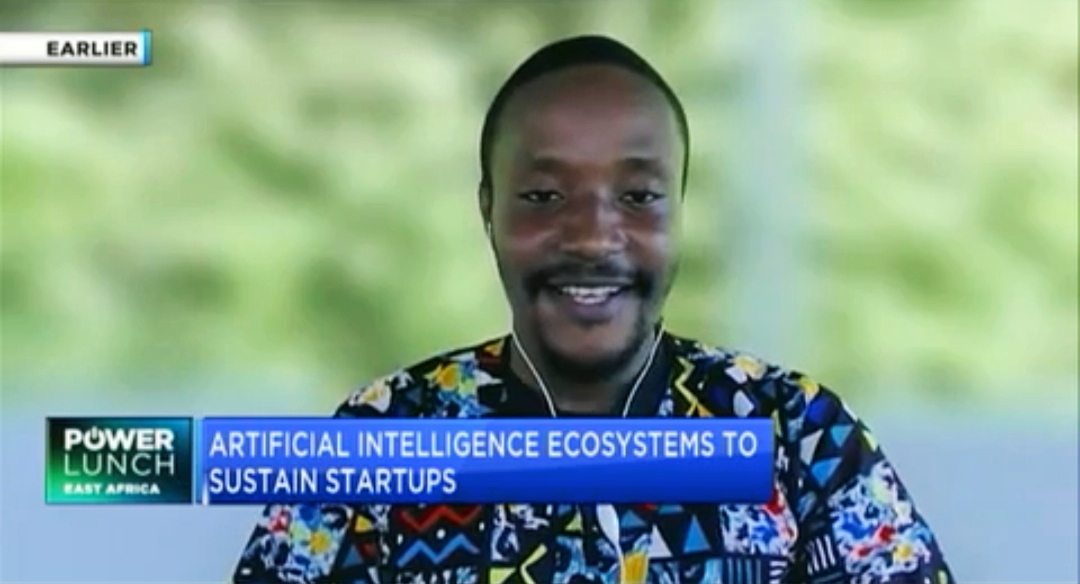 EARLIER
POWER
LUNCH
EAST AFRICA
ARTIFICIAL INTELLIGENCE ECOSYSTEMS TO
SUSTAIN STARTUPS